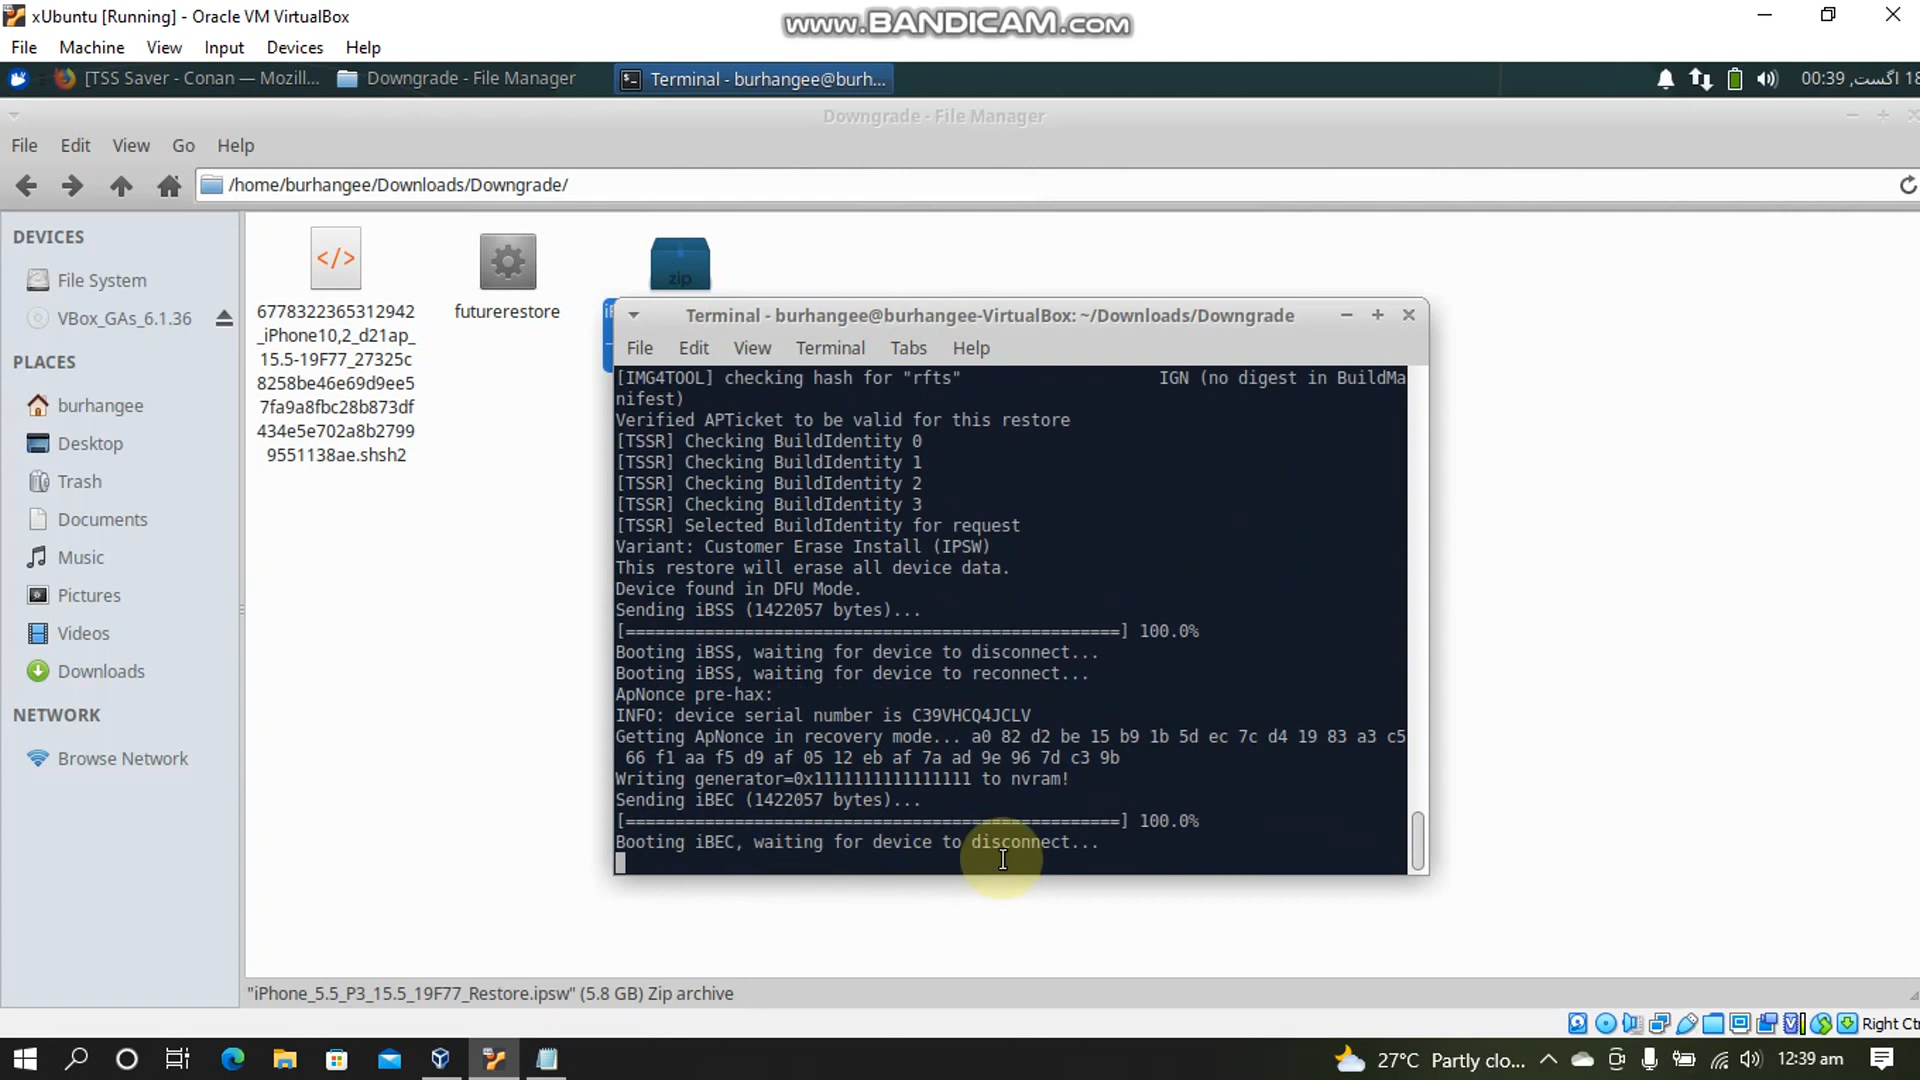 xUbuntu [Running] - Oracle VM VirtualBox
www.BANDICAM.com
File Machine View Input Devices Help
[TSS Saver - Conan — Mozill... Downgrade - File Manager Terminal - burhangee@burh... 00:39 ,اگست 18
Downgrade - File Manager
File Edit View Go Help
/home/burhangee/Downloads/Downgrade/
DEVICES
File System
VBox_GAs_6.1.36
PLACES
burhangee
Desktop
Trash
Documents
Music
Pictures
Videos
Downloads
NETWORK
Browse Network
6778322365312942
_iPhone10,2_d21ap_
15.5-19F77_27325c
8258be46e69d9ee5
7fa9a8fbc28b873df
434e5e702a8b2799
9551138ae.shsh2
futurerestore
zip
Terminal - burhangee@burhangee-VirtualBox: ~/Downloads/Downgrade
File Edit View Terminal Tabs Help
[IMG4TOOL] checking hash for "rfts" IGN (no digest in BuildMa
nifest)
Verified APTicket to be valid for this restore
[TSSR] Checking BuildIdentity 0
[TSSR] Checking BuildIdentity 1
[TSSR] Checking BuildIdentity 2
[TSSR] Checking BuildIdentity 3
[TSSR] Selected BuildIdentity for request
Variant: Customer Erase Install (IPSW)
This restore will erase all device data.
Device found in DFU Mode.
Sending iBSS (1422057 bytes)...
[==================================================] 100.0%
Booting iBSS, waiting for device to disconnect...
Booting iBSS, waiting for device to reconnect...
ApNonce pre-hax:
INFO: device serial number is C39VHCQ4JCLV
Getting ApNonce in recovery mode... a0 82 d2 be 15 b9 1b 5d ec 7c d4 19 83 a3 c5
66 f1 aa f5 d9 af 05 12 eb af 7a ad 9e 96 7d c3 9b
Writing generator=0x1111111111111111 to nvram!
Sending iBEC (1422057 bytes)...
[==================================================] 100.0%
Booting iBEC, waiting for device to disconnect...
"iPhone_5.5_P3_15.5_19F77_Restore.ipsw" (5.8 GB) Zip archive
Right Ctr
27°C Partly clo... 12:39 am